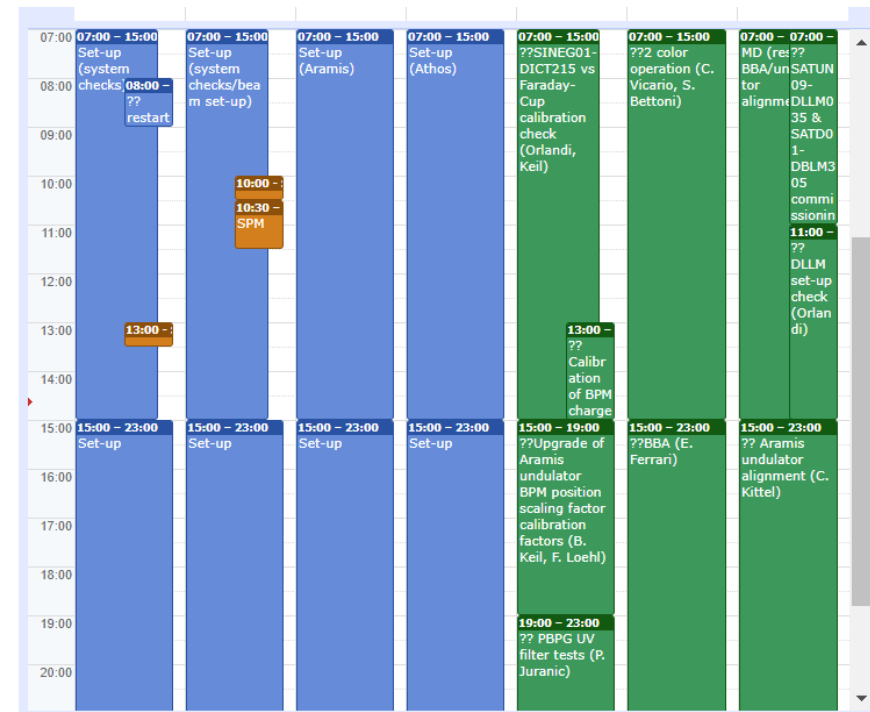 07:00
08:00
09:00
10:00
11:00
12:00
13:00
14:00
15:00
16:00
17:00
18:00
19:00
20:00
07:00 – 15:00
Set-up
(system
checks)
08:00 –
??
restart
13:00 –
15:00 – 23:00
Set-up
07:00 – 15:00
Set-up
(system
checks/bea
m set-up)
10:00 –
10:30 –
SPM
15:00 – 23:00
Set-up
07:00 – 15:00
Set-up
(Aramis)
15:00 – 23:00
Set-up
07:00 – 15:00
Set-up
(Athos)
15:00 – 23:00
Set-up
07:00 – 15:00
??SINEG01-
DICT215 vs
Faraday-
Cup
calibration
check
(Orlandi,
Keil)
13:00 –
??
Calibr
ation
of BPM
charge
15:00 – 19:00
??Upgrade of
Aramis
undulator
BPM position
scaling factor
calibration
factors (B.
Keil, F. Loehl)
19:00 – 23:00
?? PBPG UV
filter tests (P.
Juranic)
07:00 – 15:00
??2 color
operation (C.
Vicario, S.
Bettoni)
15:00 – 23:00
??BBA (E.
Ferrari)
07:00 –
MD (res
BBA/un
tor
alignme
07:00 –
??
SATUN
09-
DLLM0
35 &
SATD0
1-
DBLM3
05
commi
ssionin
11:00 –
??
DLLM
set-up
check
(Orlan
di)
15:00 – 23:00
?? Aramis
undulator
alignment (C.
Kittel)